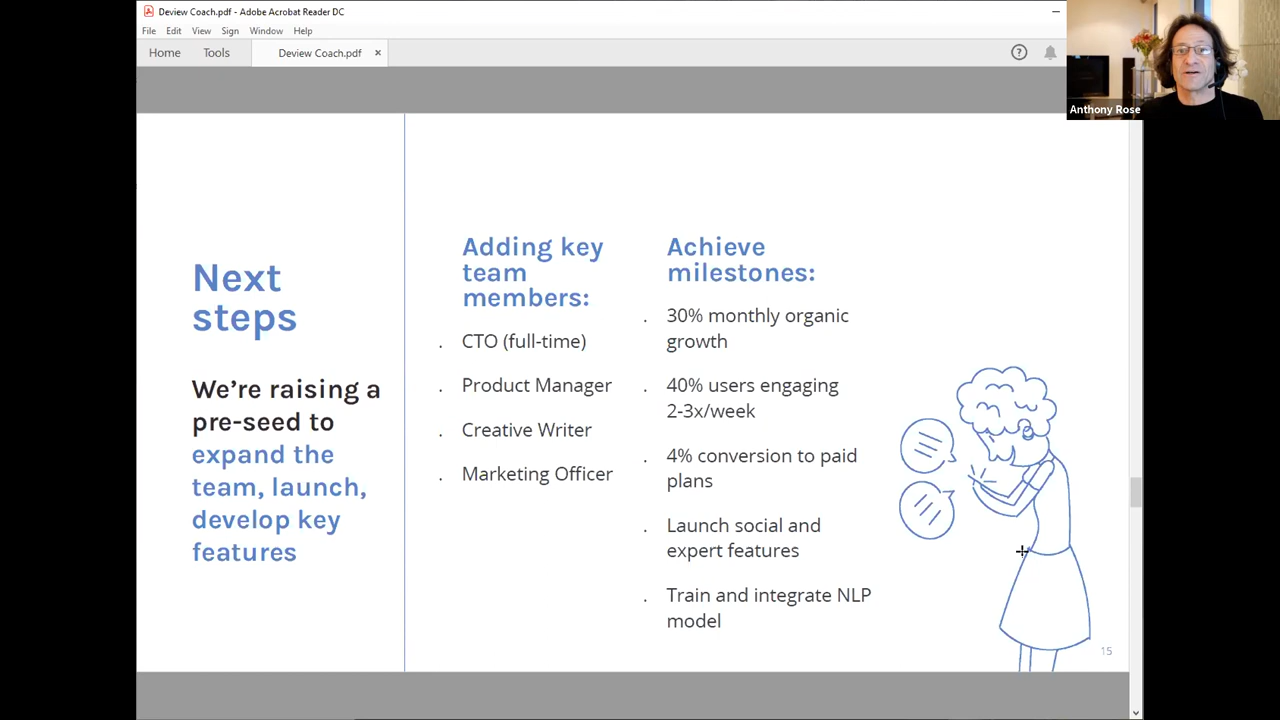 Deview Coach.pdf - Adobe Acrobat Reader DC
File Edit View Sign Window Help
Home Tools Deview Coach.pdf ×
?
Anthony Rose
Next
steps
We’re raising a
pre-seed to
expand the
team, launch,
develop key
features
Adding key
team
members:
. CTO (full-time)
. Product Manager
. Creative Writer
. Marketing Officer
Achieve
milestones:
. 30% monthly organic
growth
. 40% users engaging
2-3x/week
. 4% conversion to paid
plans
. Launch social and
expert features
. Train and integrate NLP
model
15